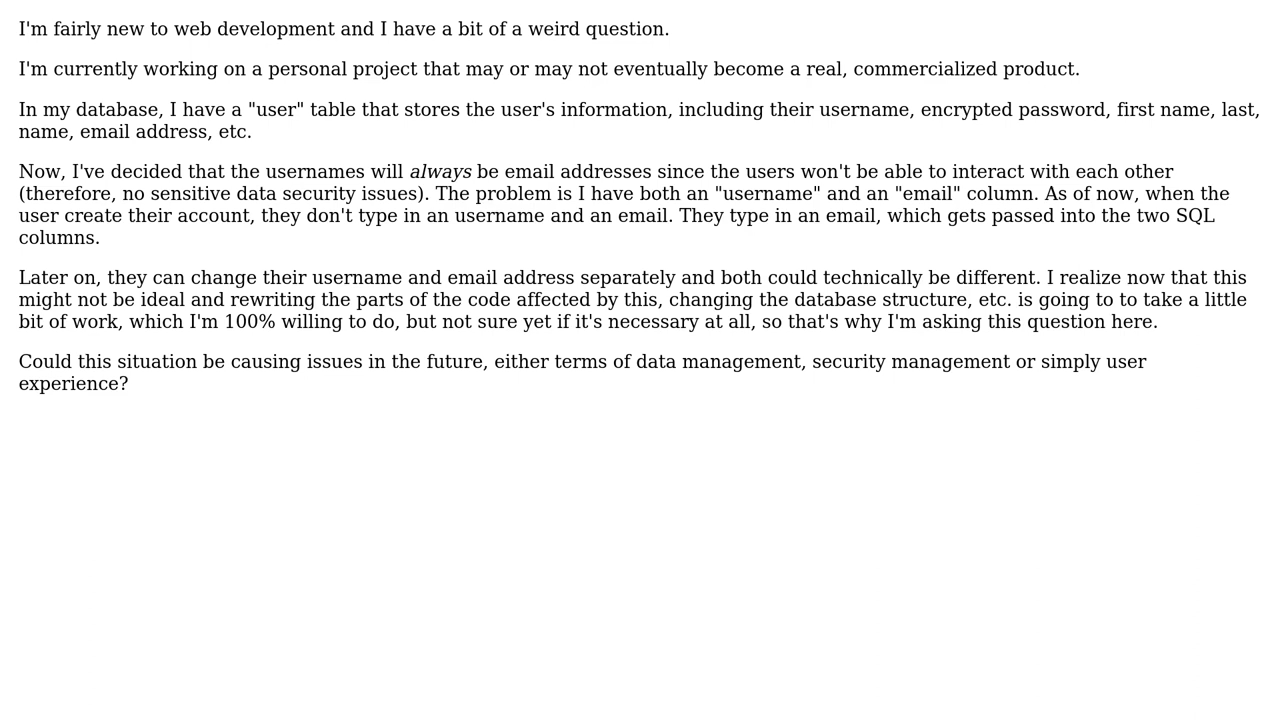 I'm fairly new to web development and I have a bit of a weird question.
I'm currently working on a personal project that may or may not eventually become a real, commercialized product.
In my database, I have a "user" table that stores the user's information, including their username, encrypted password, first name, last,
name, email address, etc.
Now, I've decided that the usernames will always be email addresses since the users won't be able to interact with each other
(therefore, no sensitive data security issues). The problem is I have both an "username" and an "email" column. As of now, when the
user create their account, they don't type in an username and an email. They type in an email, which gets passed into the two SQL
columns.
Later on, they can change their username and email address separately and both could technically be different. I realize now that this
might not be ideal and rewriting the parts of the code affected by this, changing the database structure, etc. is going to to take a little
bit of work, which I'm 100% willing to do, but not sure yet if it's necessary at all, so that's why I'm asking this question here.
Could this situation be causing issues in the future, either terms of data management, security management or simply user
experience?